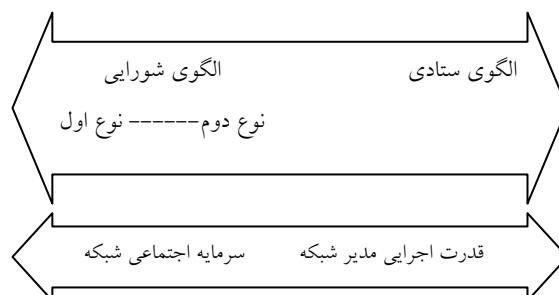 الگوی ستادی الگوی شورایی
نوع دوم------ نوع اول
قدرت اجرایی مدیر شبکه سرمایه اجتماعی شبکه